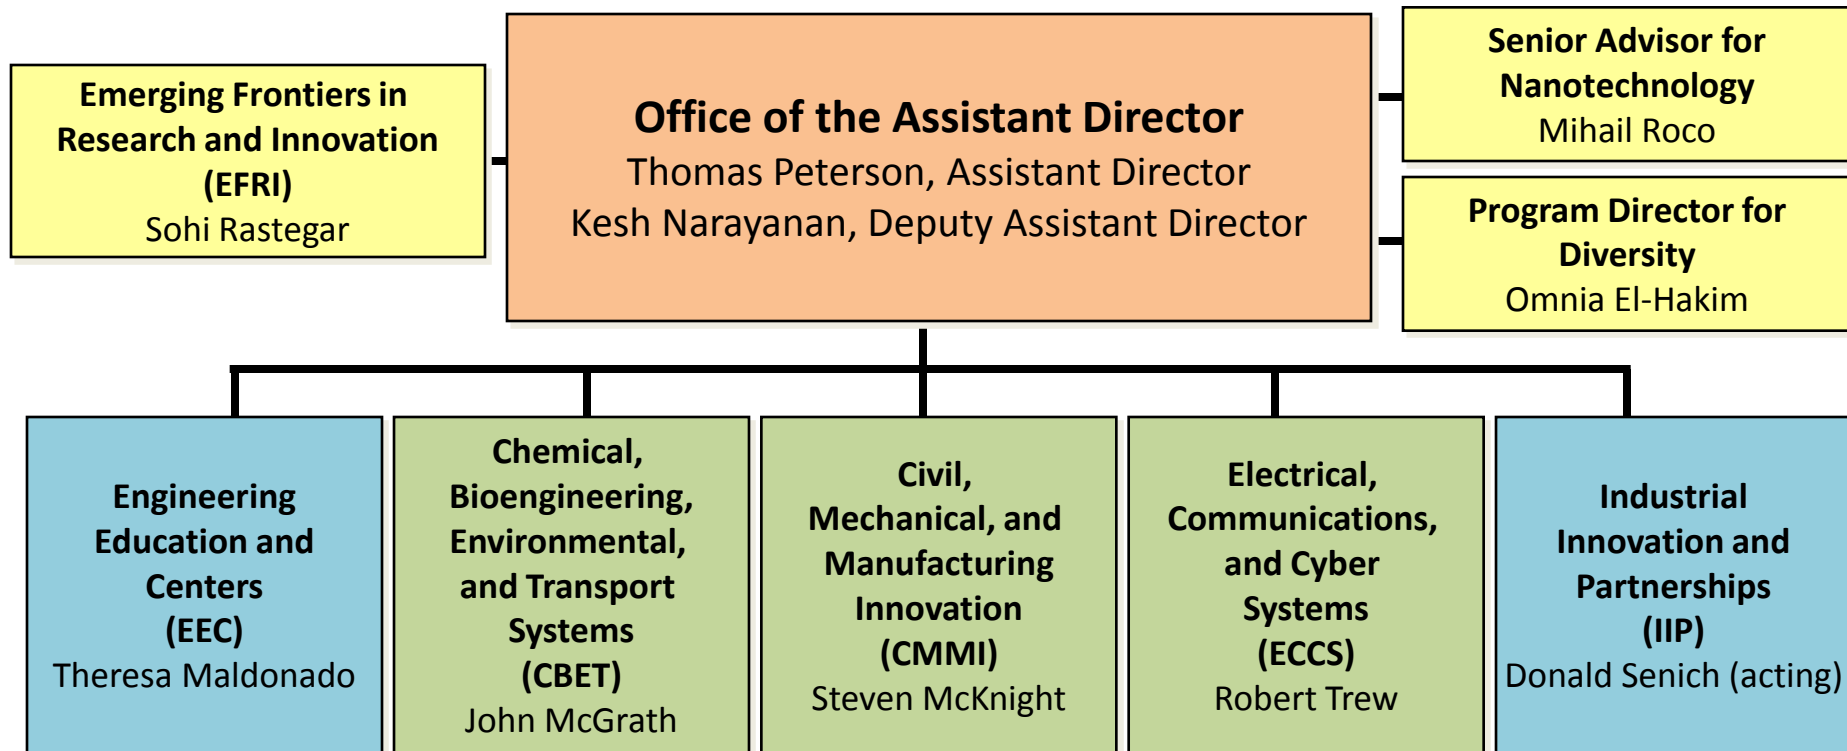 Emerging Frontiers in
Research and Innovation
(EFRI)
Sohi Rastegar
Office of the Assistant Director
Thomas Peterson, Assistant Director
Kesh Narayanan, Deputy Assistant Director
Senior Advisor for
Nanotechnology
Mihail Roco
Program Director for
Diversity
Omnia El-Hakim
Engineering
Education and
Centers
(EEC)
Theresa Maldonado
Chemical,
Bioengineering,
Environmental,
and Transport
Systems
(CBET)
John McGrath
Civil,
Mechanical, and
Manufacturing
Innovation
(CMMI)
Steven McKnight
Electrical,
Communications,
and Cyber
Systems
(ECCS)
Robert Trew
Industrial
Innovation and
Partnerships
(IIP)
Donald Senich (acting)